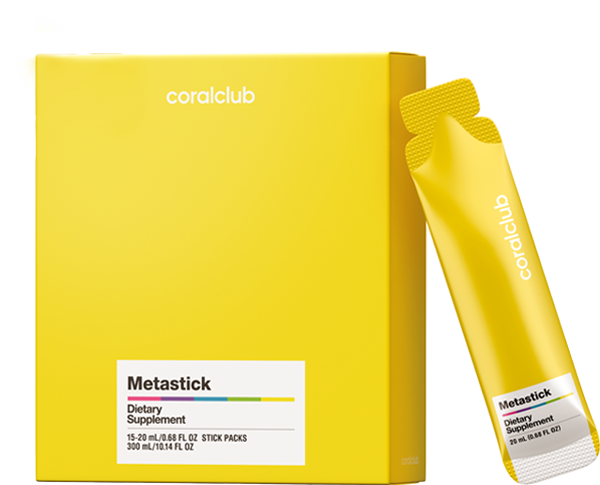 coralclub
Metastick
Dietary
Supplement
15-20 mL/0.68 FL OZ STICK PACKS
300 mL/10.14 FL OZ
coralclub
coralclub
Metastick
Dietary
Supplement
20 mL (0.68 FL OZ)